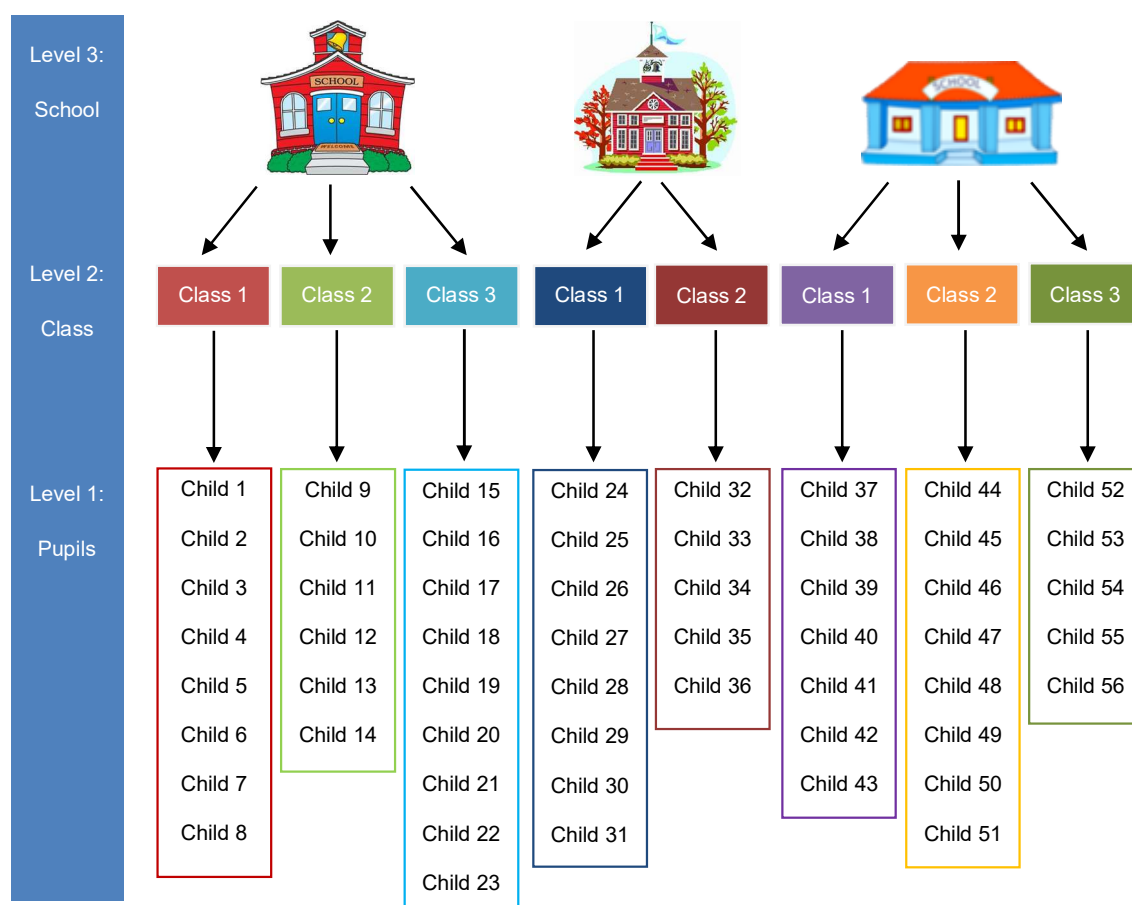 Level 3:
School
SCHOOL
WELCOME
SCHOOL
Level 2:
Class
Class 1
Class 2
Class 3
Class 1
Class 2
Class 1
Class 2
Class 3
Level 1:
Pupils
Child 1
Child 2
Child 3
Child 4
Child 5
Child 6
Child 7
Child 8
Child 9
Child 10
Child 11
Child 12
Child 13
Child 14
Child 15
Child 16
Child 17
Child 18
Child 19
Child 20
Child 21
Child 22
Child 23
Child 24
Child 25
Child 26
Child 27
Child 28
Child 29
Child 30
Child 31
Child 32
Child 33
Child 34
Child 35
Child 36
Child 37
Child 38
Child 39
Child 40
Child 41
Child 42
Child 43
Child 44
Child 45
Child 46
Child 47
Child 48
Child 49
Child 50
Child 51
Child 52
Child 53
Child 54
Child 55
Child 56